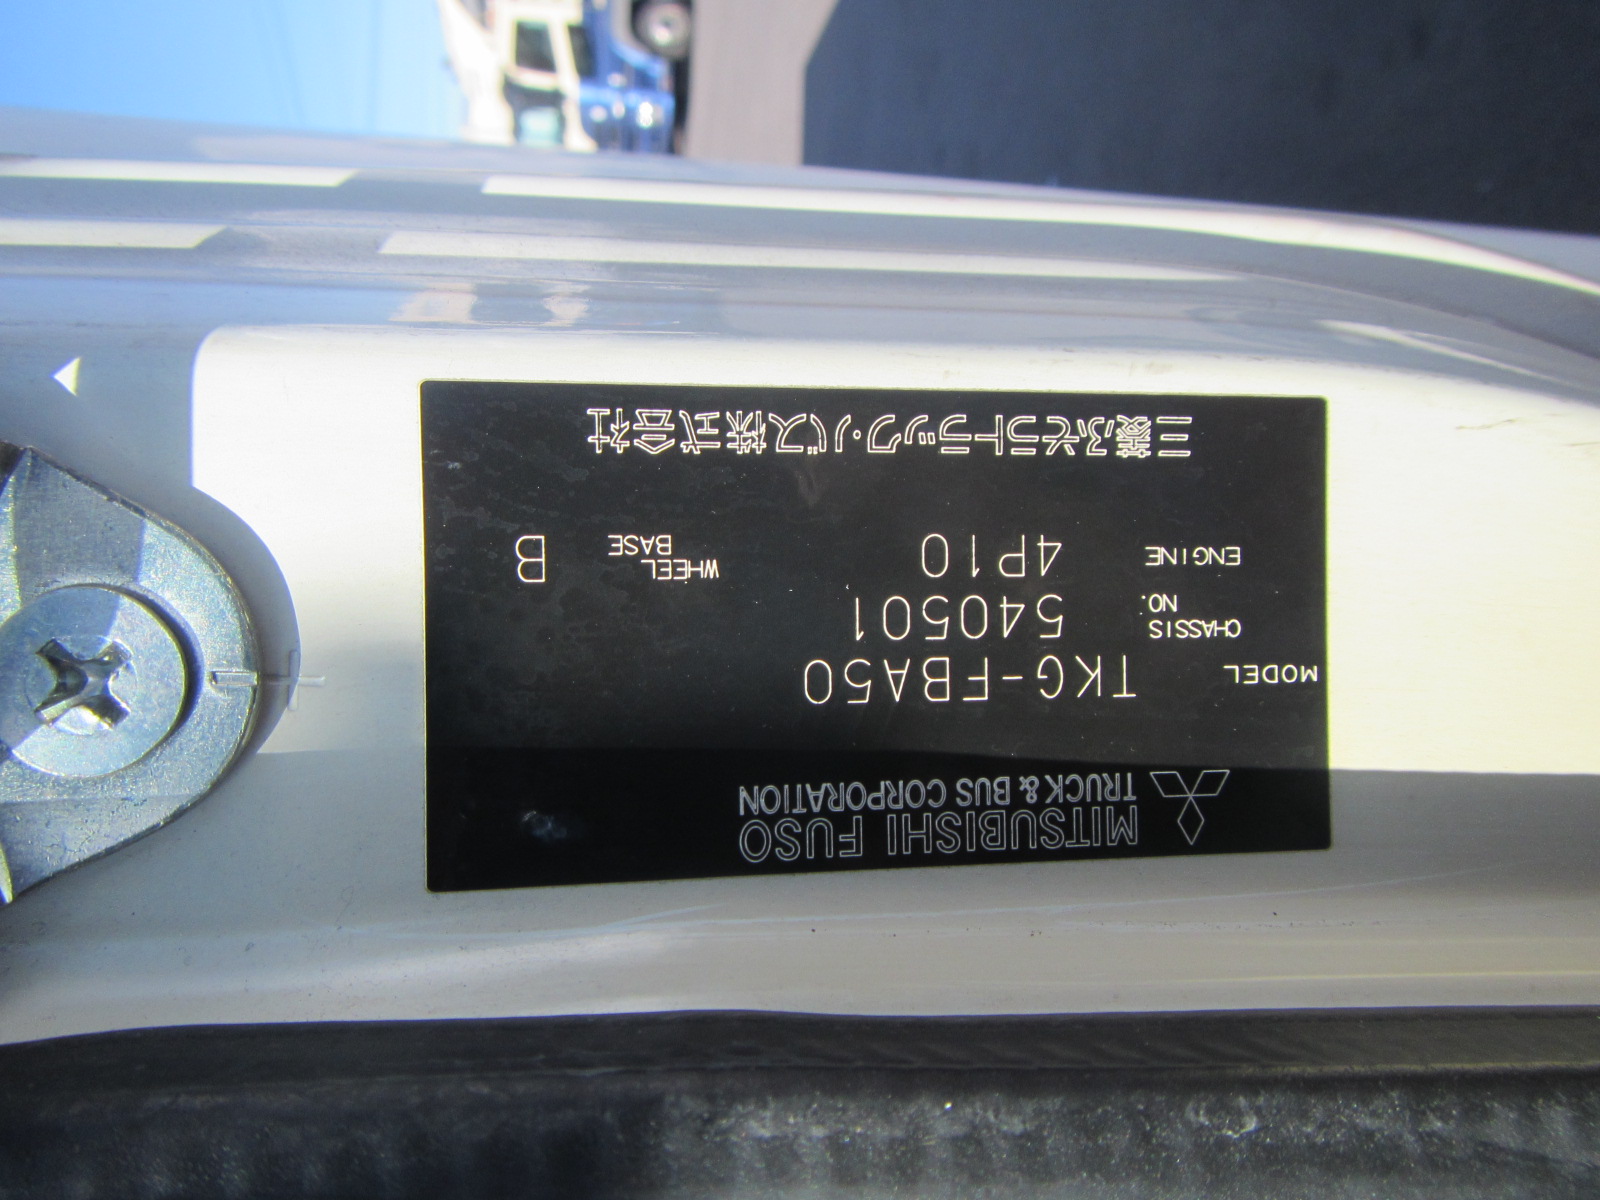 MITSUBISHI FUSO
TRUCK & BUS CORPORATION
MODEL TKG-FBA50
CHASSIS NO. 540501
ENGINE 4P10 WHEEL BASE B
三菱ふそうトラック・バス株式会社